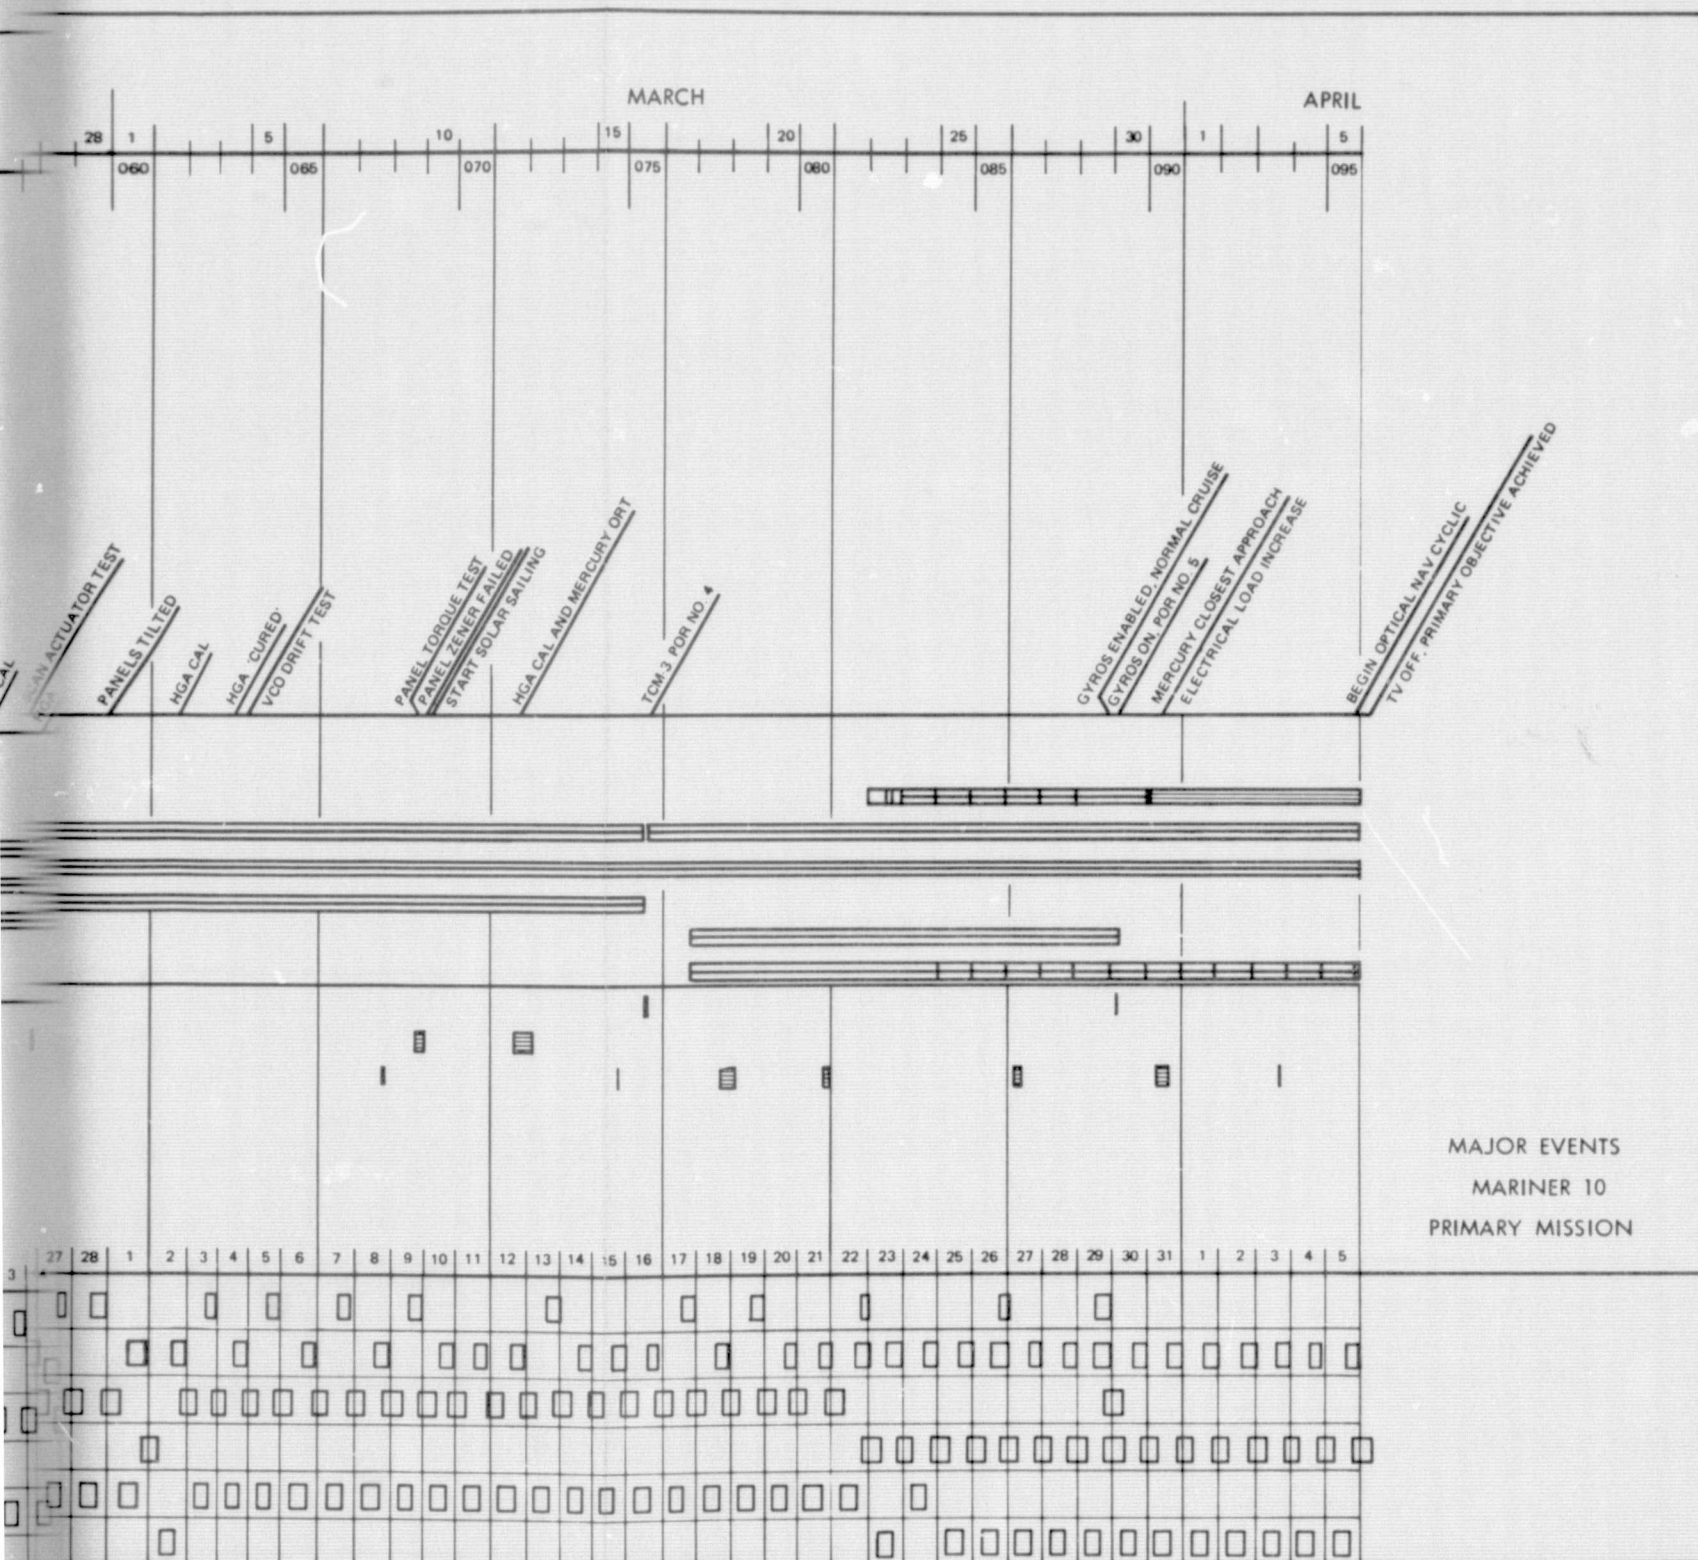 MARCH APRIL
28 1 5 10 15 20 25 30 1 5
060 065 070 075 080 085 090 095
CAL
ACTUATOR TEST
PANELS TILTED
HGA CAL
HGA 'CURED'
VCO DRIFT TEST
PANEL TORQUE TEST
PANEL ZENER FAILED
START SOLAR SAILING
HGA CAL AND MERCURY ORT
TCM-3 POR NO. 4
GYROS ENABLED, NORMAL CRUISE
GYROS ON, POR NO. 5
MERCURY CLOSEST APPROACH
ELECTRICAL LOAD INCREASE
BEGIN OPTICAL NAV CYCLIC
TV OFF, PRIMARY OBJECTIVE ACHIEVED
MAJOR EVENTS
MARINER 10
PRIMARY MISSION
3 27 28 1 2 3 4 5 6 7 8 9 10 11 12 13 14 15 16 17 18 19 20 21 22 23 24 25 26 27 28 29 30 31 1 2 3 4 5